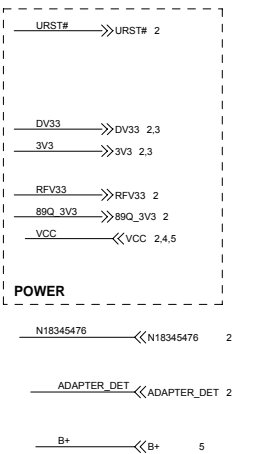 URST# URST# 2
DV33 DV33 2,3
3V3 3V3 2,3
RFV33 RFV33 2
89Q_3V3 89Q_3V3 2
VCC VCC 2,4,5
POWER
N18345476 N18345476 2
ADAPTER_DET ADAPTER_DET 2
B+ B+ 5